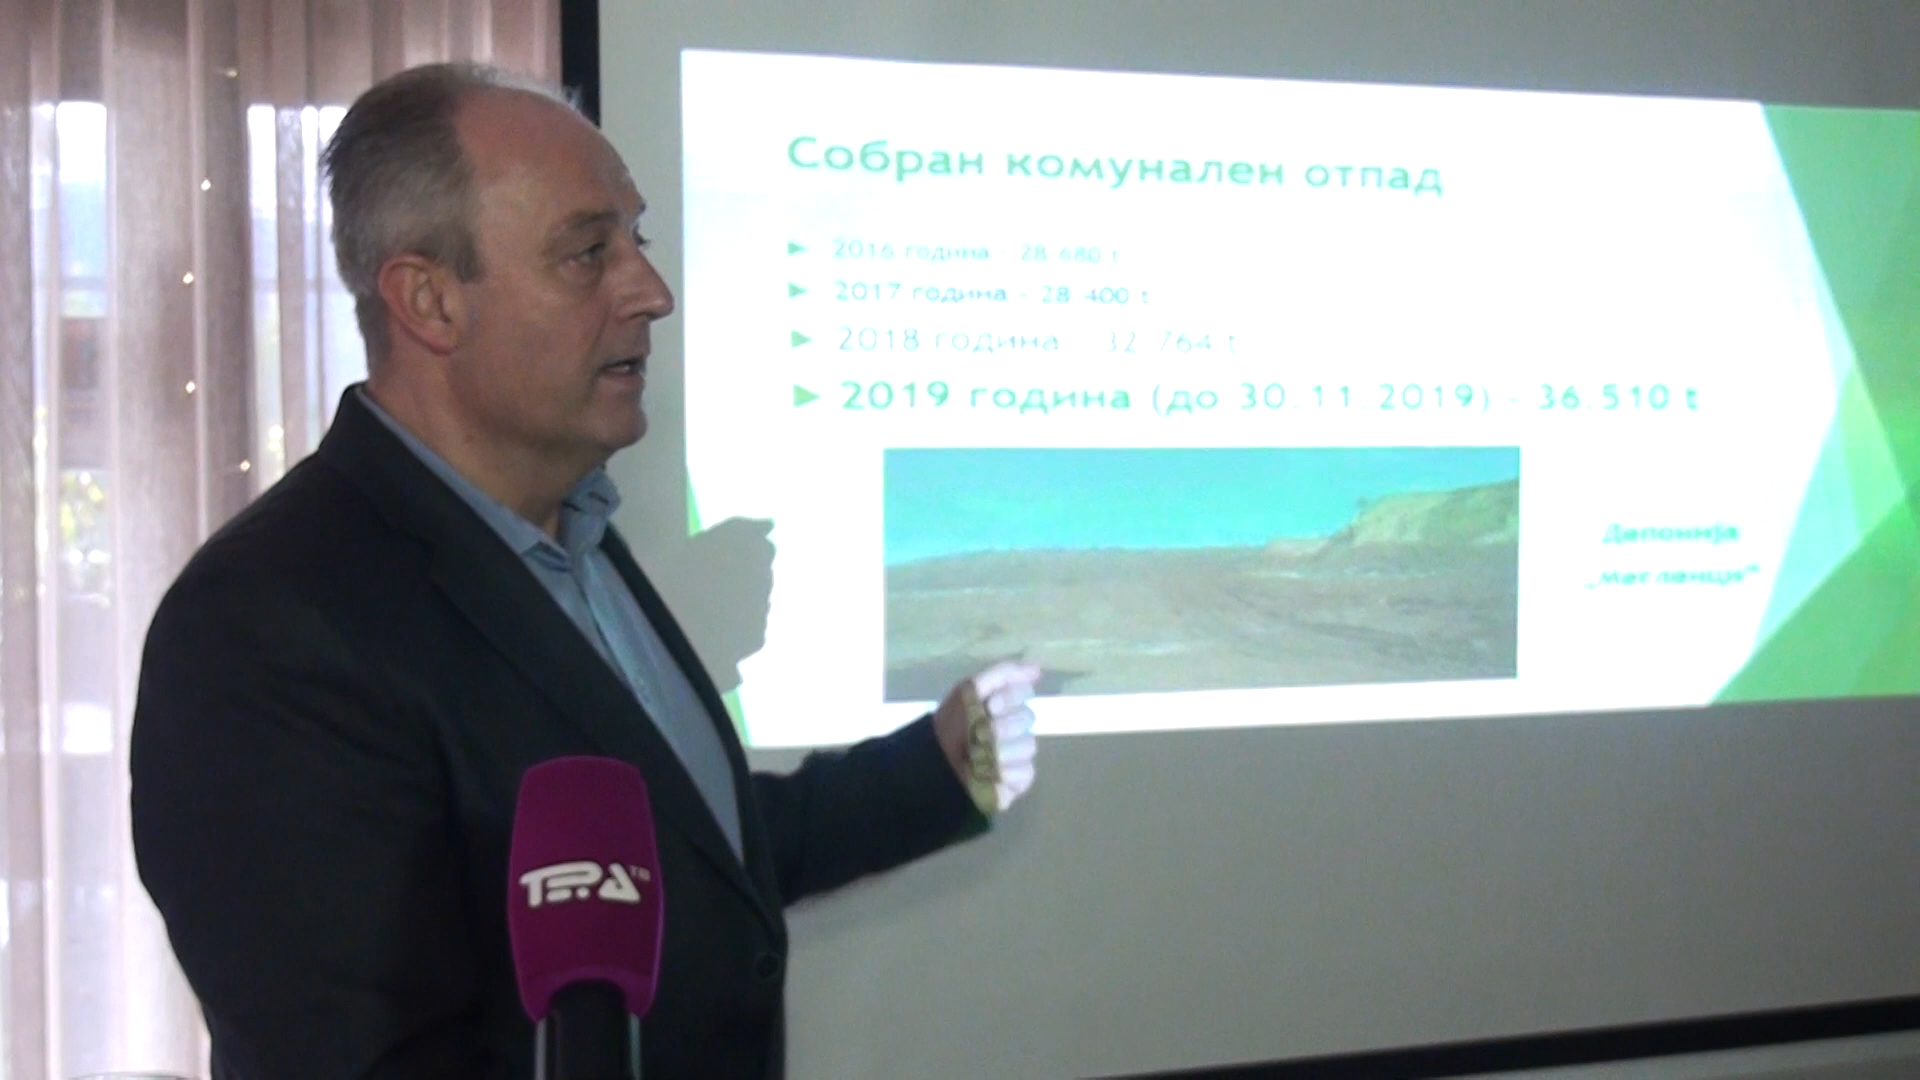 Собран комунален отпад
► 2016 година - 28 680 t
► 2017 година - 28 400 t
► 2018 година - 32 764 t
► 2019 година (до 30.11.2019) - 36.510 t
Депонија
„Мегленци“
ТЕРА